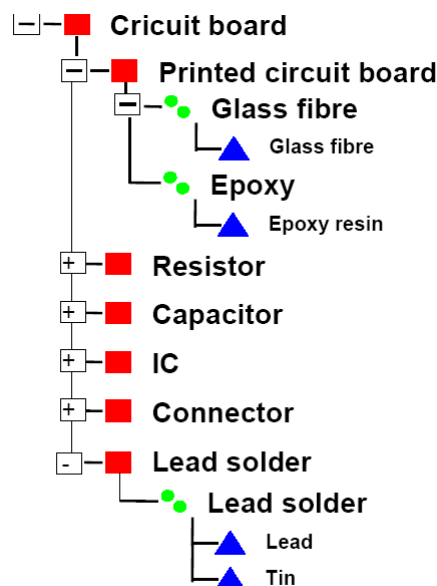 Cricuit board
Printed circuit board
Glass fibre
Glass fibre
Epoxy
Epoxy resin
Resistor
Capacitor
IC
Connector
Lead solder
Lead solder
Lead
Tin